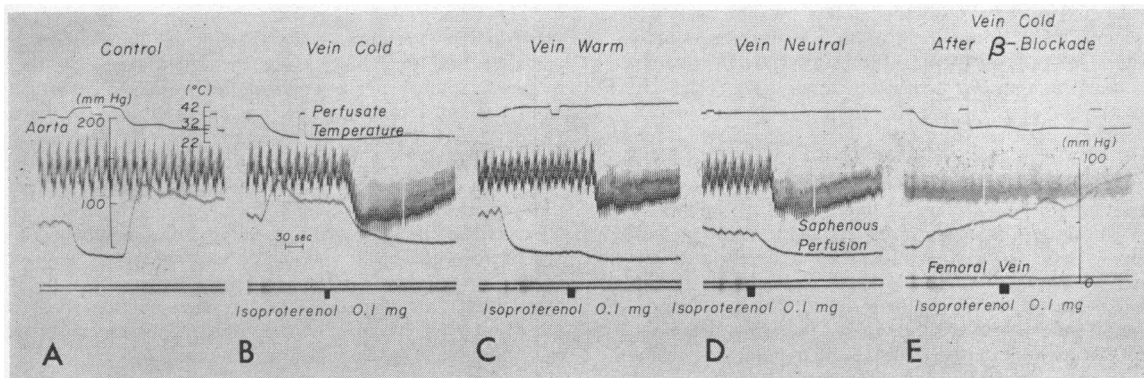 Control
Vein Cold
Vein Warm
Vein Neutral
Vein Cold
After β-Blockade
(mm Hg)
(°C)
42
32
22
Aorta
200
100
Perfusate
Temperature
30 sec
Saphenous
Perfusion
(mm Hg)
100
0
Femoral Vein
Isoproterenol 0.1 mg
Isoproterenol 0.1 mg
Isoproterenol 0.1 mg
Isoproterenol 0.1 mg
A
B
C
D
E